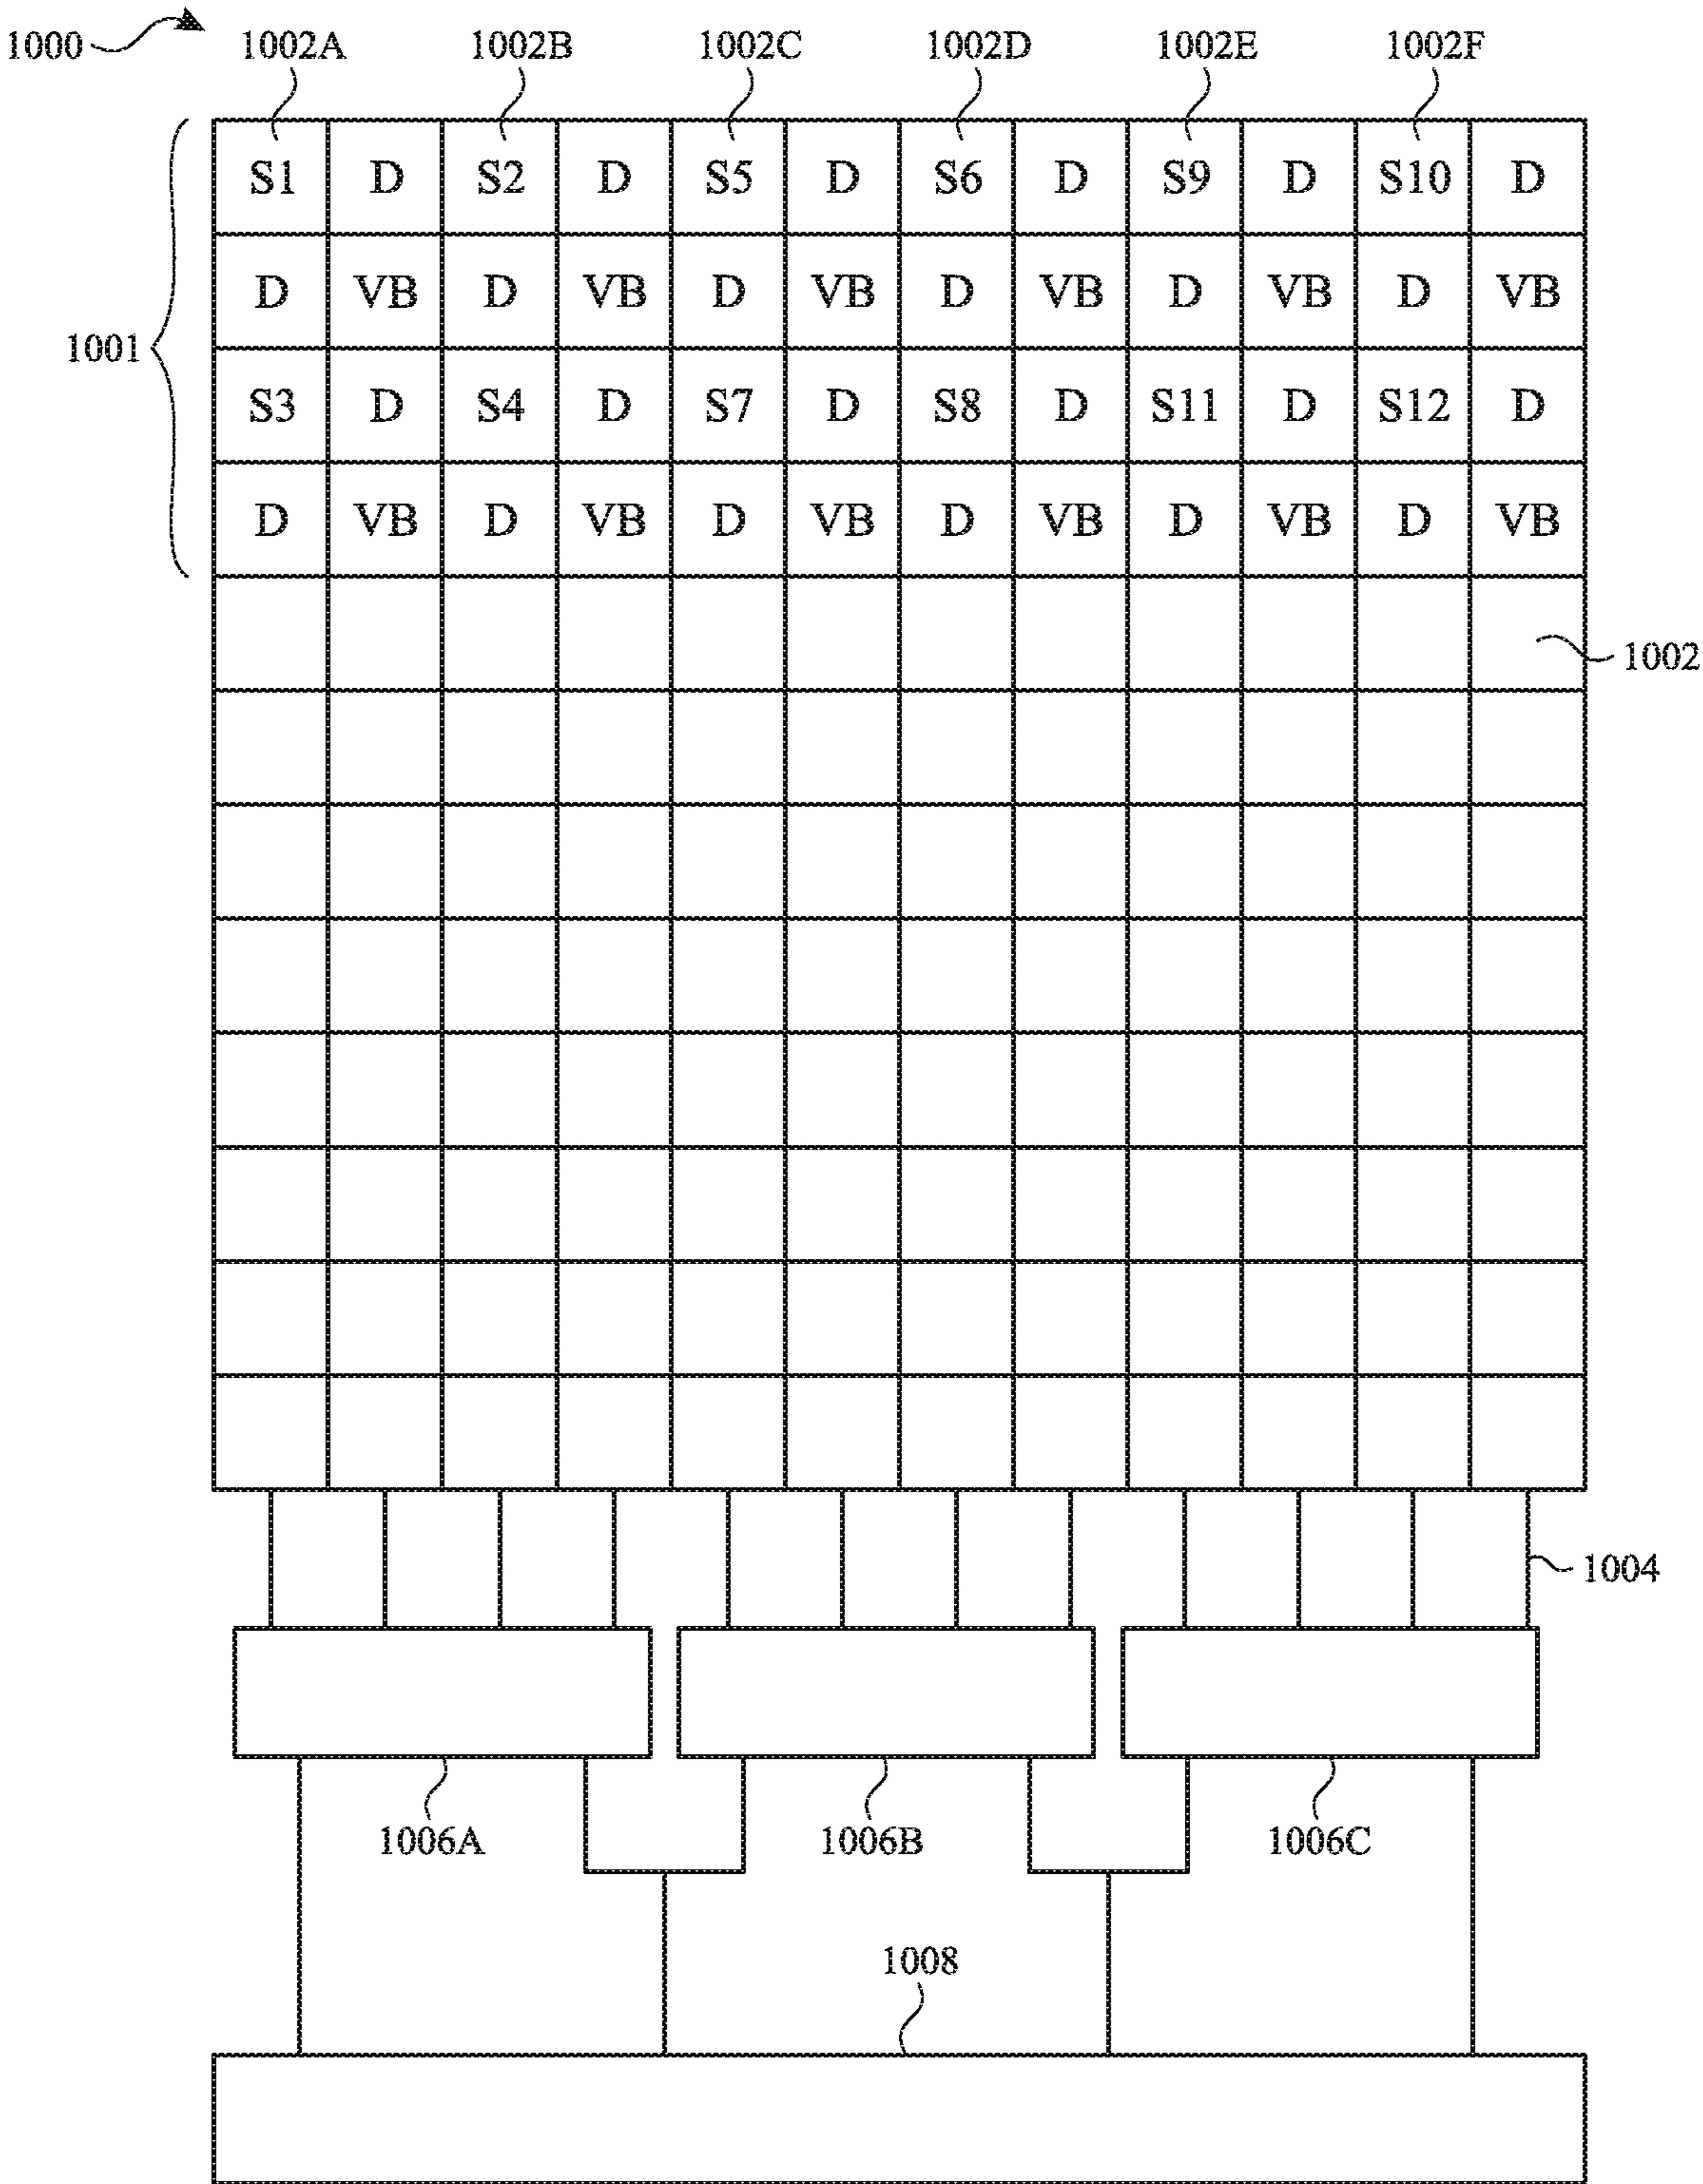 1000 1002A 1002B 1002C 1002D 1002E 1002F
S1 D S2 D S5 D S6 D S9 D S10 D
D VB D VB D VB D VB D VB D VB
1001
S3 D S4 D S7 D S8 D S11 D S12 D
D VB D VB D VB D VB D VB D VB
1002
1004
1006A 1006B 1006C
1008